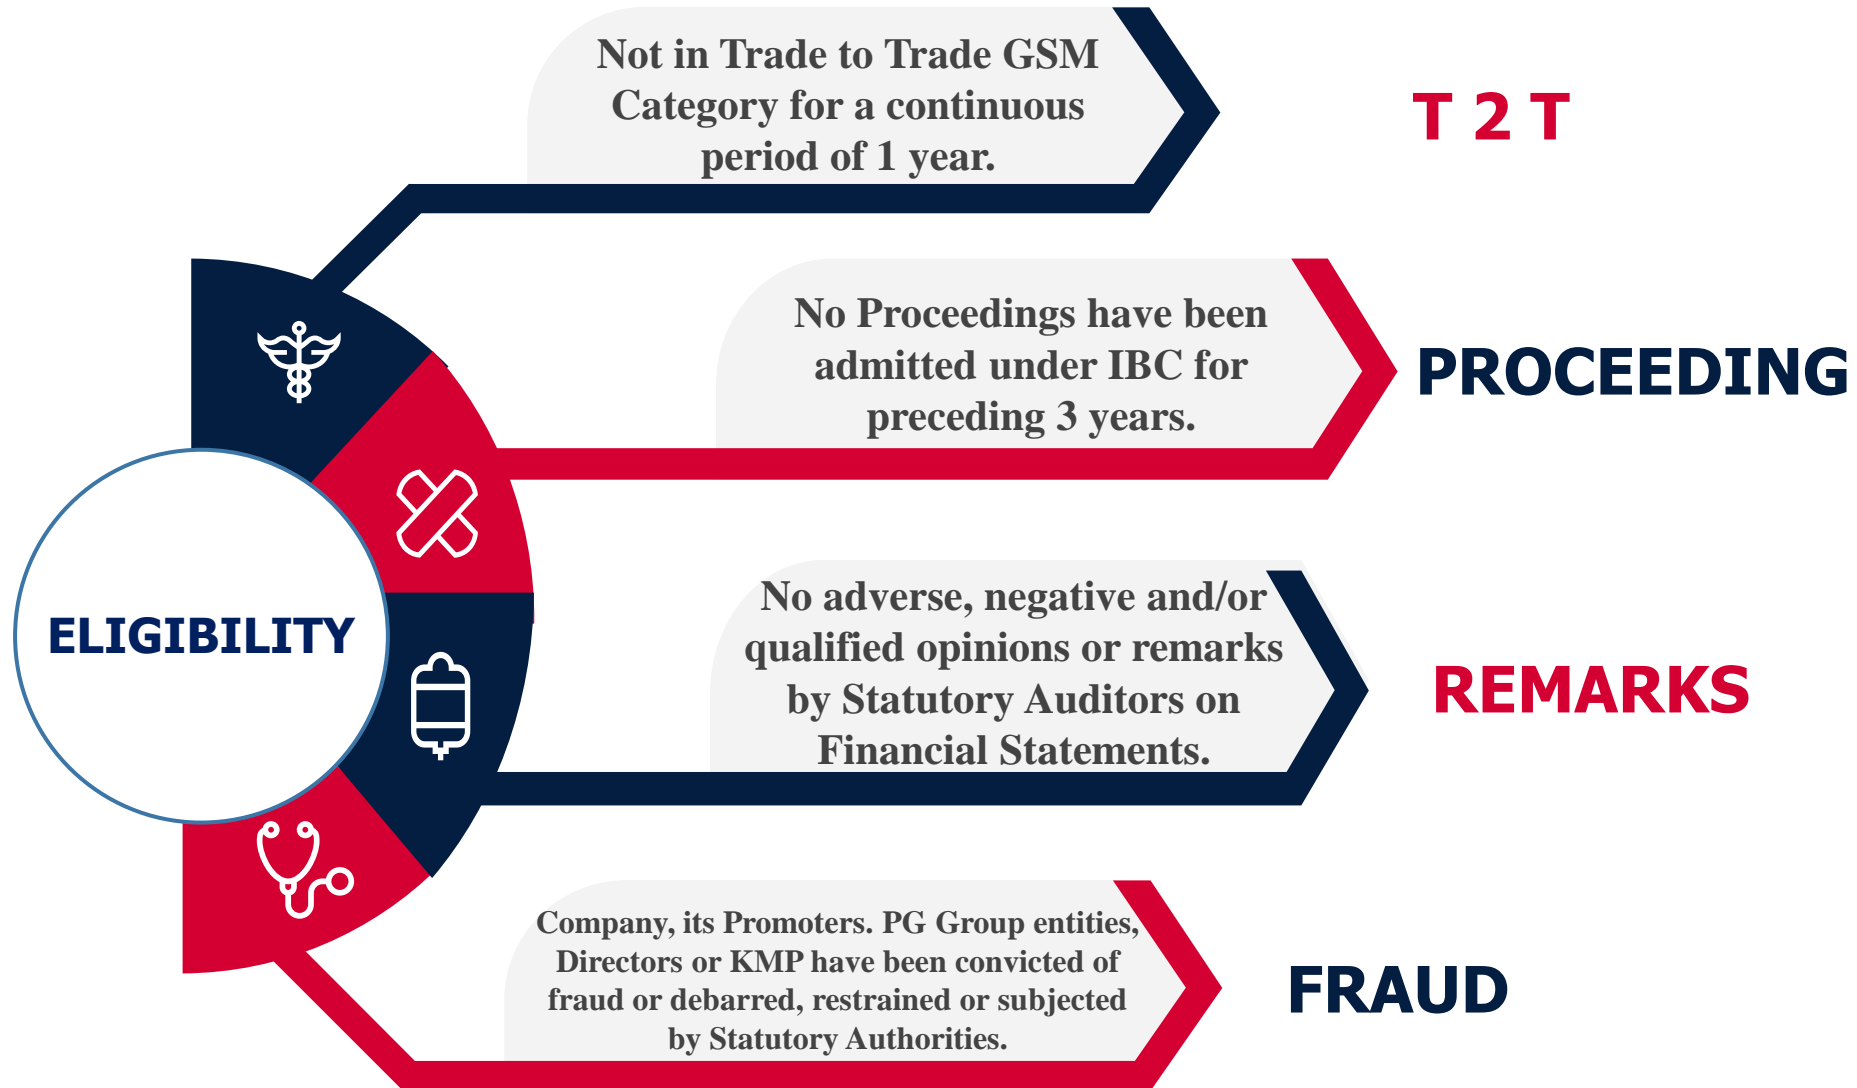 Not in Trade to Trade GSM
Category for a continuous
period of 1 year.
T 2 T
No Proceedings have been
admitted under IBC for
preceding 3 years.
PROCEEDING
ELIGIBILITY
No adverse, negative and/or
qualified opinions or remarks
by Statutory Auditors on
Financial Statements.
REMARKS
Company, its Promoters. PG Group entities,
Directors or KMP have been convicted of
fraud or debarred, restrained or subjected
by Statutory Authorities.
FRAUD